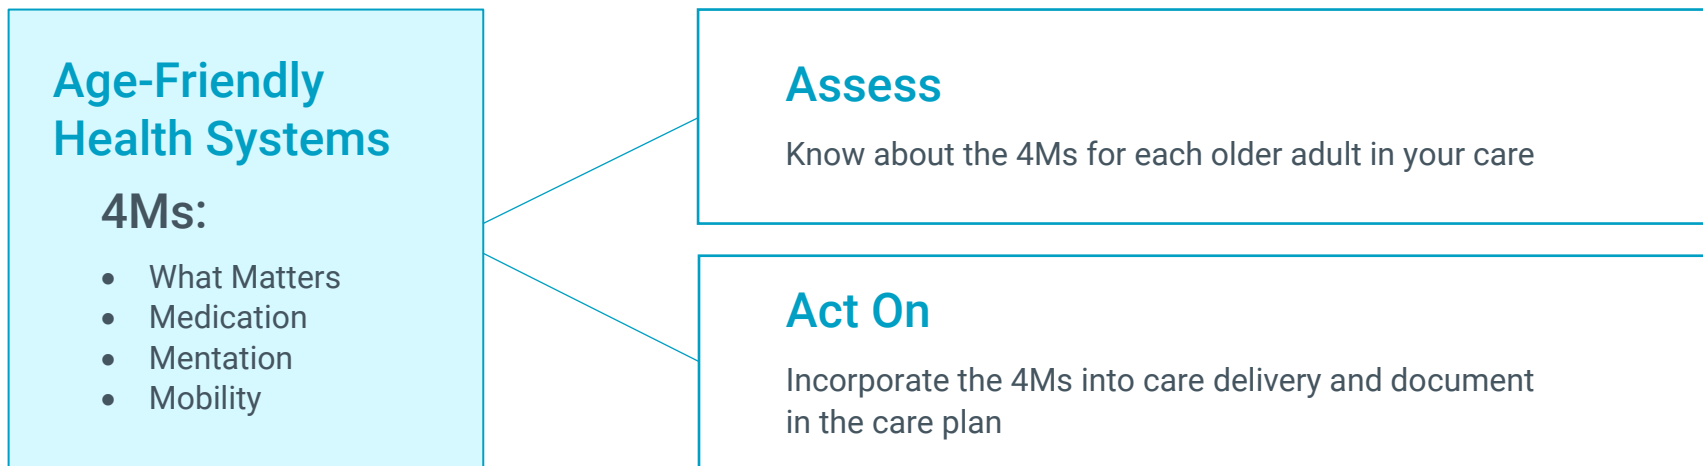 Age-Friendly
Health Systems
4Ms:
• What Matters
• Medication
• Mentation
• Mobility
Assess
Know about the 4Ms for each older adult in your care
Act On
Incorporate the 4Ms into care delivery and document
in the care plan